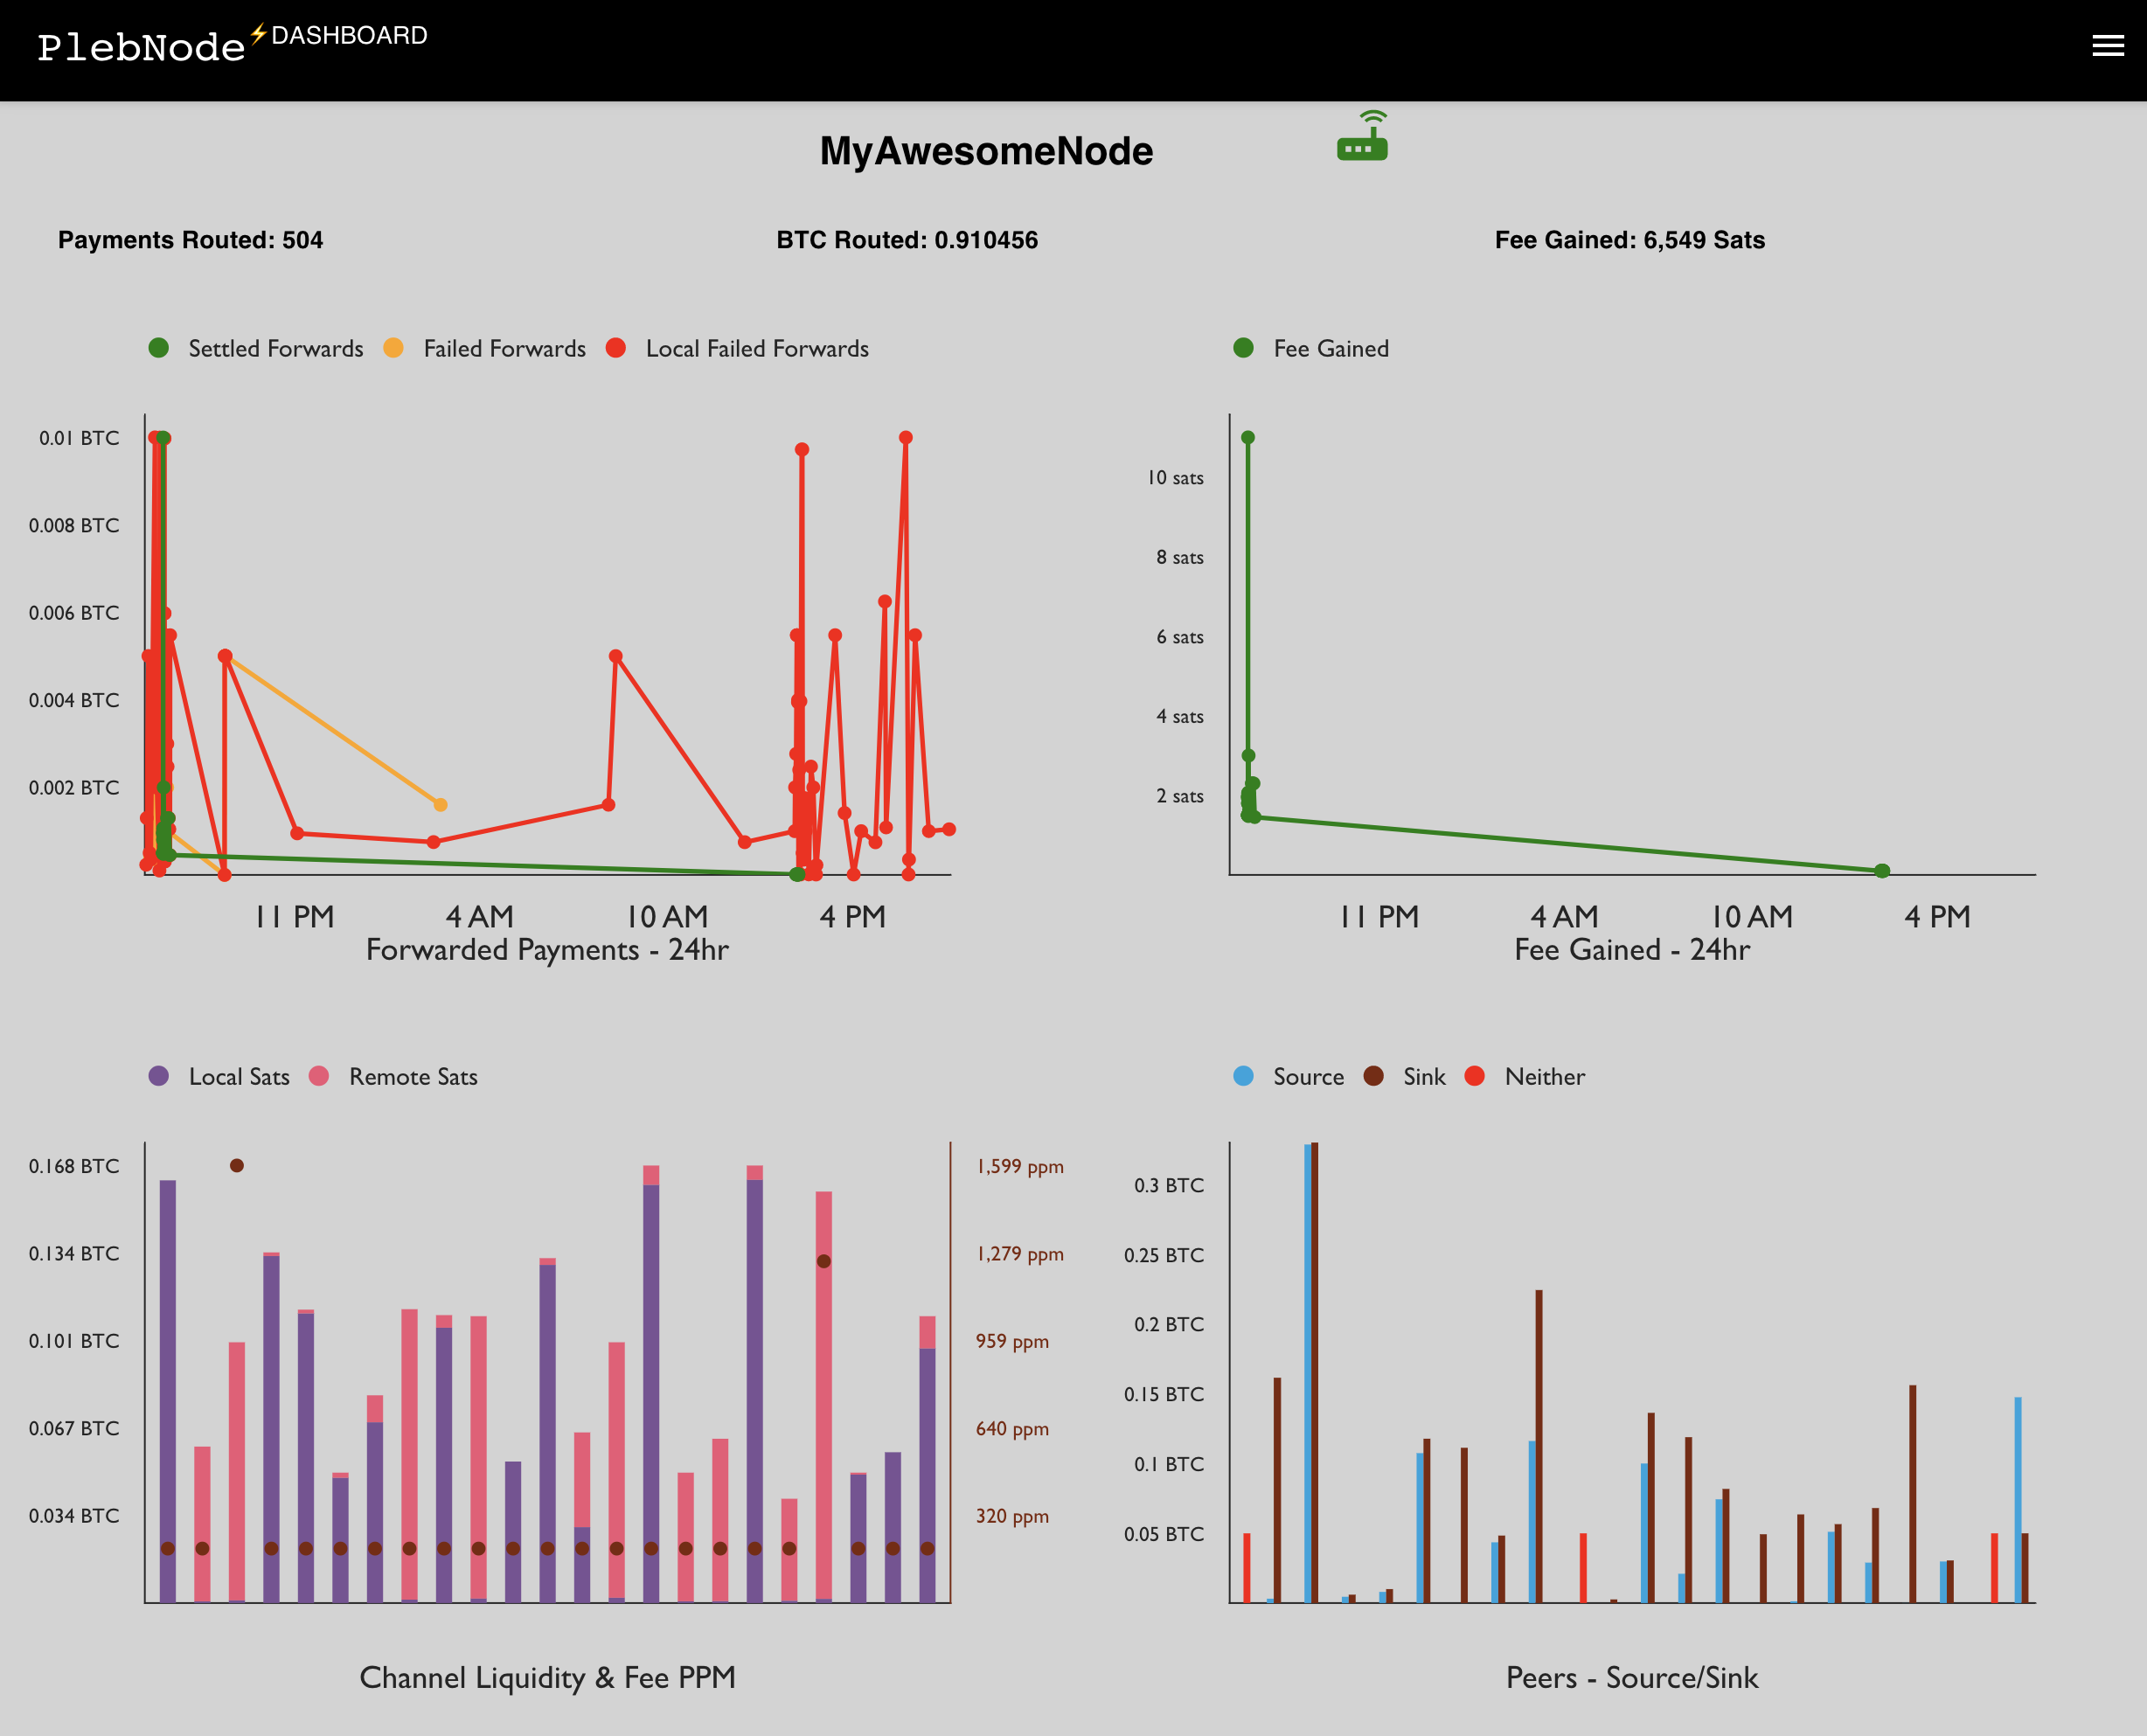 PlebNode⚡DASHBOARD
MyAwesomeNode
Payments Routed: 504
BTC Routed: 0.910456
Fee Gained: 6,549 Sats
Settled Forwards Failed Forwards Local Failed Forwards
0.01 BTC
0.008 BTC
0.006 BTC
0.004 BTC
0.002 BTC
11 PM 4 AM 10 AM 4 PM
Forwarded Payments - 24hr
Fee Gained
10 sats
8 sats
6 sats
4 sats
2 sats
11 PM 4 AM 10 AM 4 PM
Fee Gained - 24hr
Local Sats Remote Sats
0.168 BTC
0.134 BTC
0.101 BTC
0.067 BTC
0.034 BTC
1,599 ppm
1,279 ppm
959 ppm
640 ppm
320 ppm
Channel Liquidity & Fee PPM
Source Sink Neither
0.3 BTC
0.25 BTC
0.2 BTC
0.15 BTC
0.1 BTC
0.05 BTC
Peers - Source/Sink